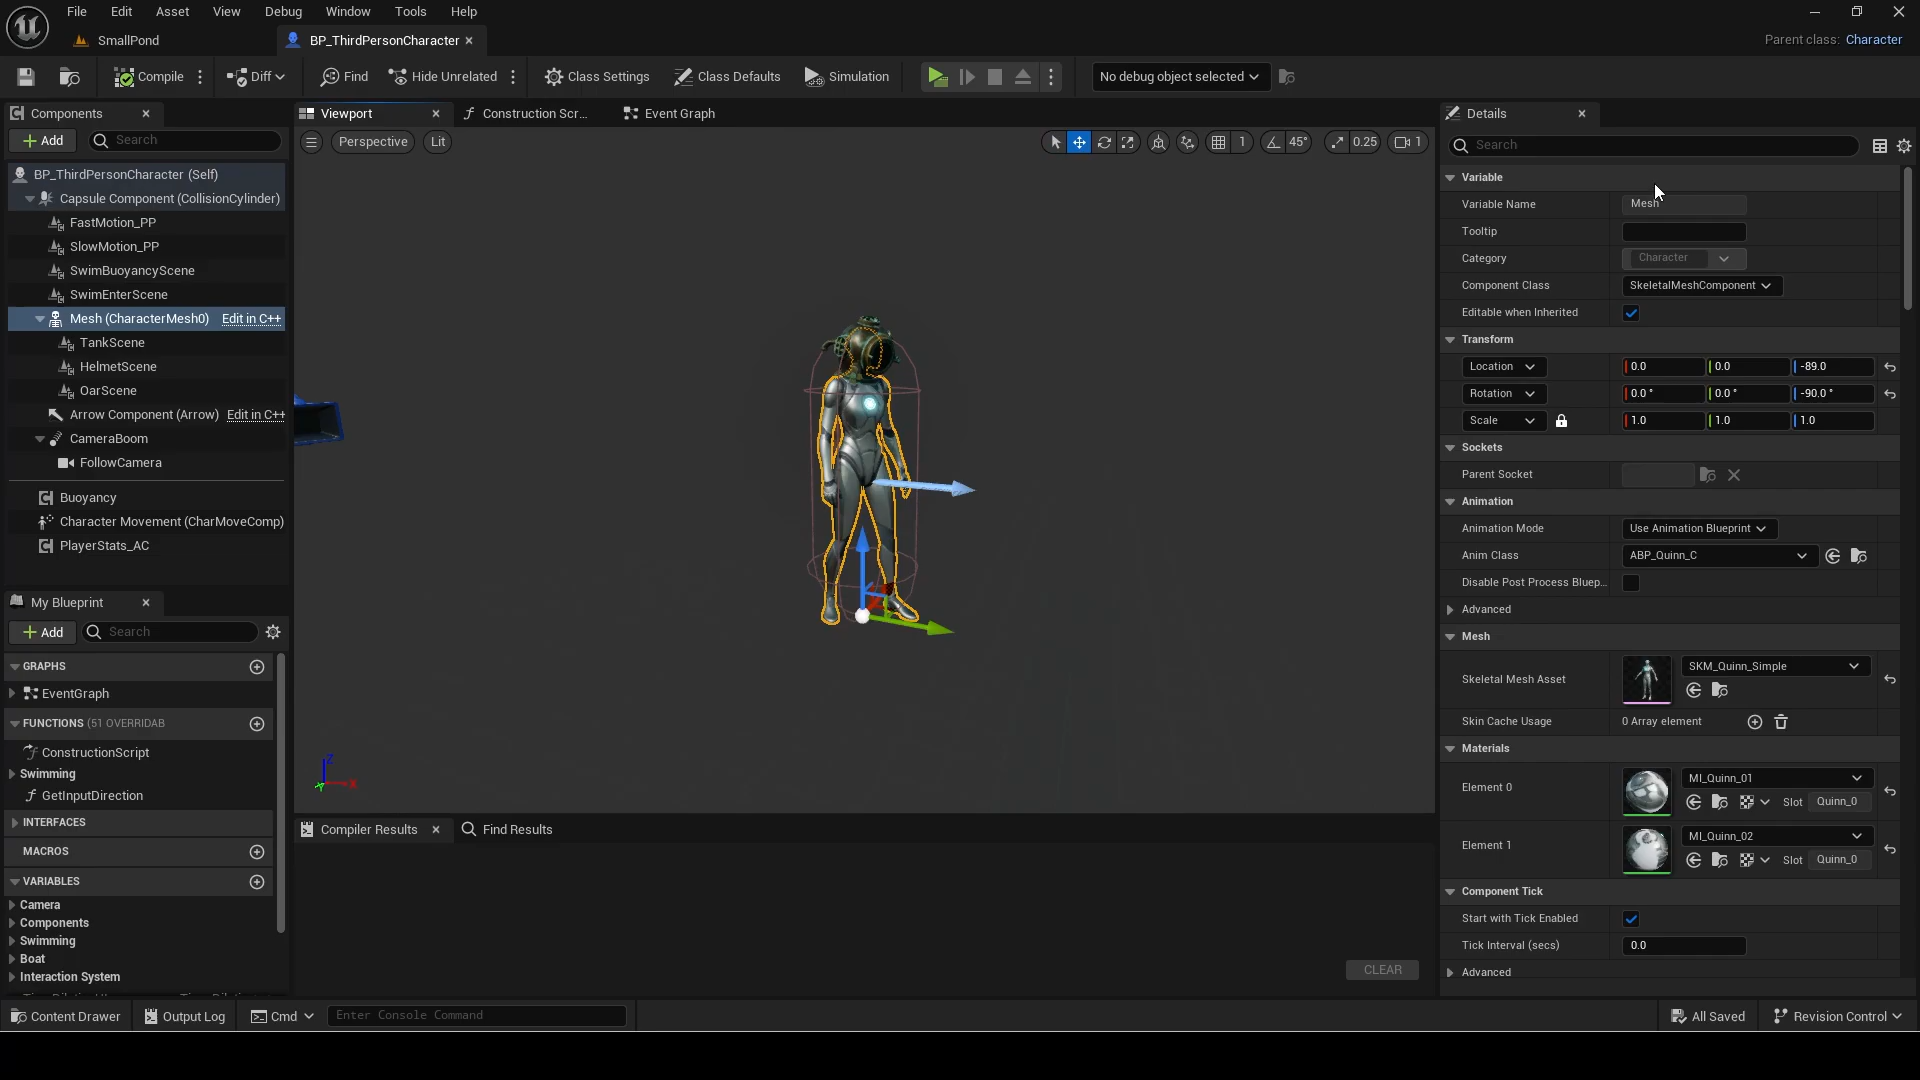 File Edit Asset View Debug Window Tools Help
SmallPond BP_ThirdPersonCharacter Parent class: Character
Compile Diff Find Hide Unrelated Class Settings Class Defaults Simulation No debug object selected
Components Viewport Construction Scr... Event Graph Details
Add Search Perspective Lit 1 45° 0.25 1 Search
BP_ThirdPersonCharacter (Self)
Capsule Component (CollisionCylinder)
FastMotion_PP
SlowMotion_PP
SwimBuoyancyScene
SwimEnterScene
Mesh (CharacterMesh0) Edit in C++
TankScene
HelmetScene
OarScene
Arrow Component (Arrow) Edit in C++
CameraBoom
FollowCamera
Buoyancy
Character Movement (CharMoveComp)
PlayerStats_AC
My Blueprint
Add Search
GRAPHS
EventGraph
FUNCTIONS (51 OVERRIDAB
ConstructionScript
Swimming
GetInputDirection
INTERFACES
MACROS
VARIABLES
Camera
Components
Swimming
Boat
Interaction System
Z
X
Y
Compiler Results Find Results
CLEAR
Variable
Variable Name Mesh
Tooltip
Category Character
Component Class SkeletalMeshComponent
Editable when Inherited
Transform
Location 0.0 0.0 -89.0
Rotation 0.0 ° 0.0 ° -90.0 °
Scale 1.0 1.0 1.0
Sockets
Parent Socket
Animation
Animation Mode Use Animation Blueprint
Anim Class ABP_Quinn_C
Disable Post Process Bluep...
Advanced
Mesh
Skeletal Mesh Asset SKM_Quinn_Simple
Skin Cache Usage 0 Array element
Materials
Element 0 MI_Quinn_01
Slot Quinn_0
Element 1 MI_Quinn_02
Slot Quinn_0
Component Tick
Start with Tick Enabled
Tick Interval (secs) 0.0
Advanced
Content Drawer Output Log Cmd Enter Console Command All Saved Revision Control